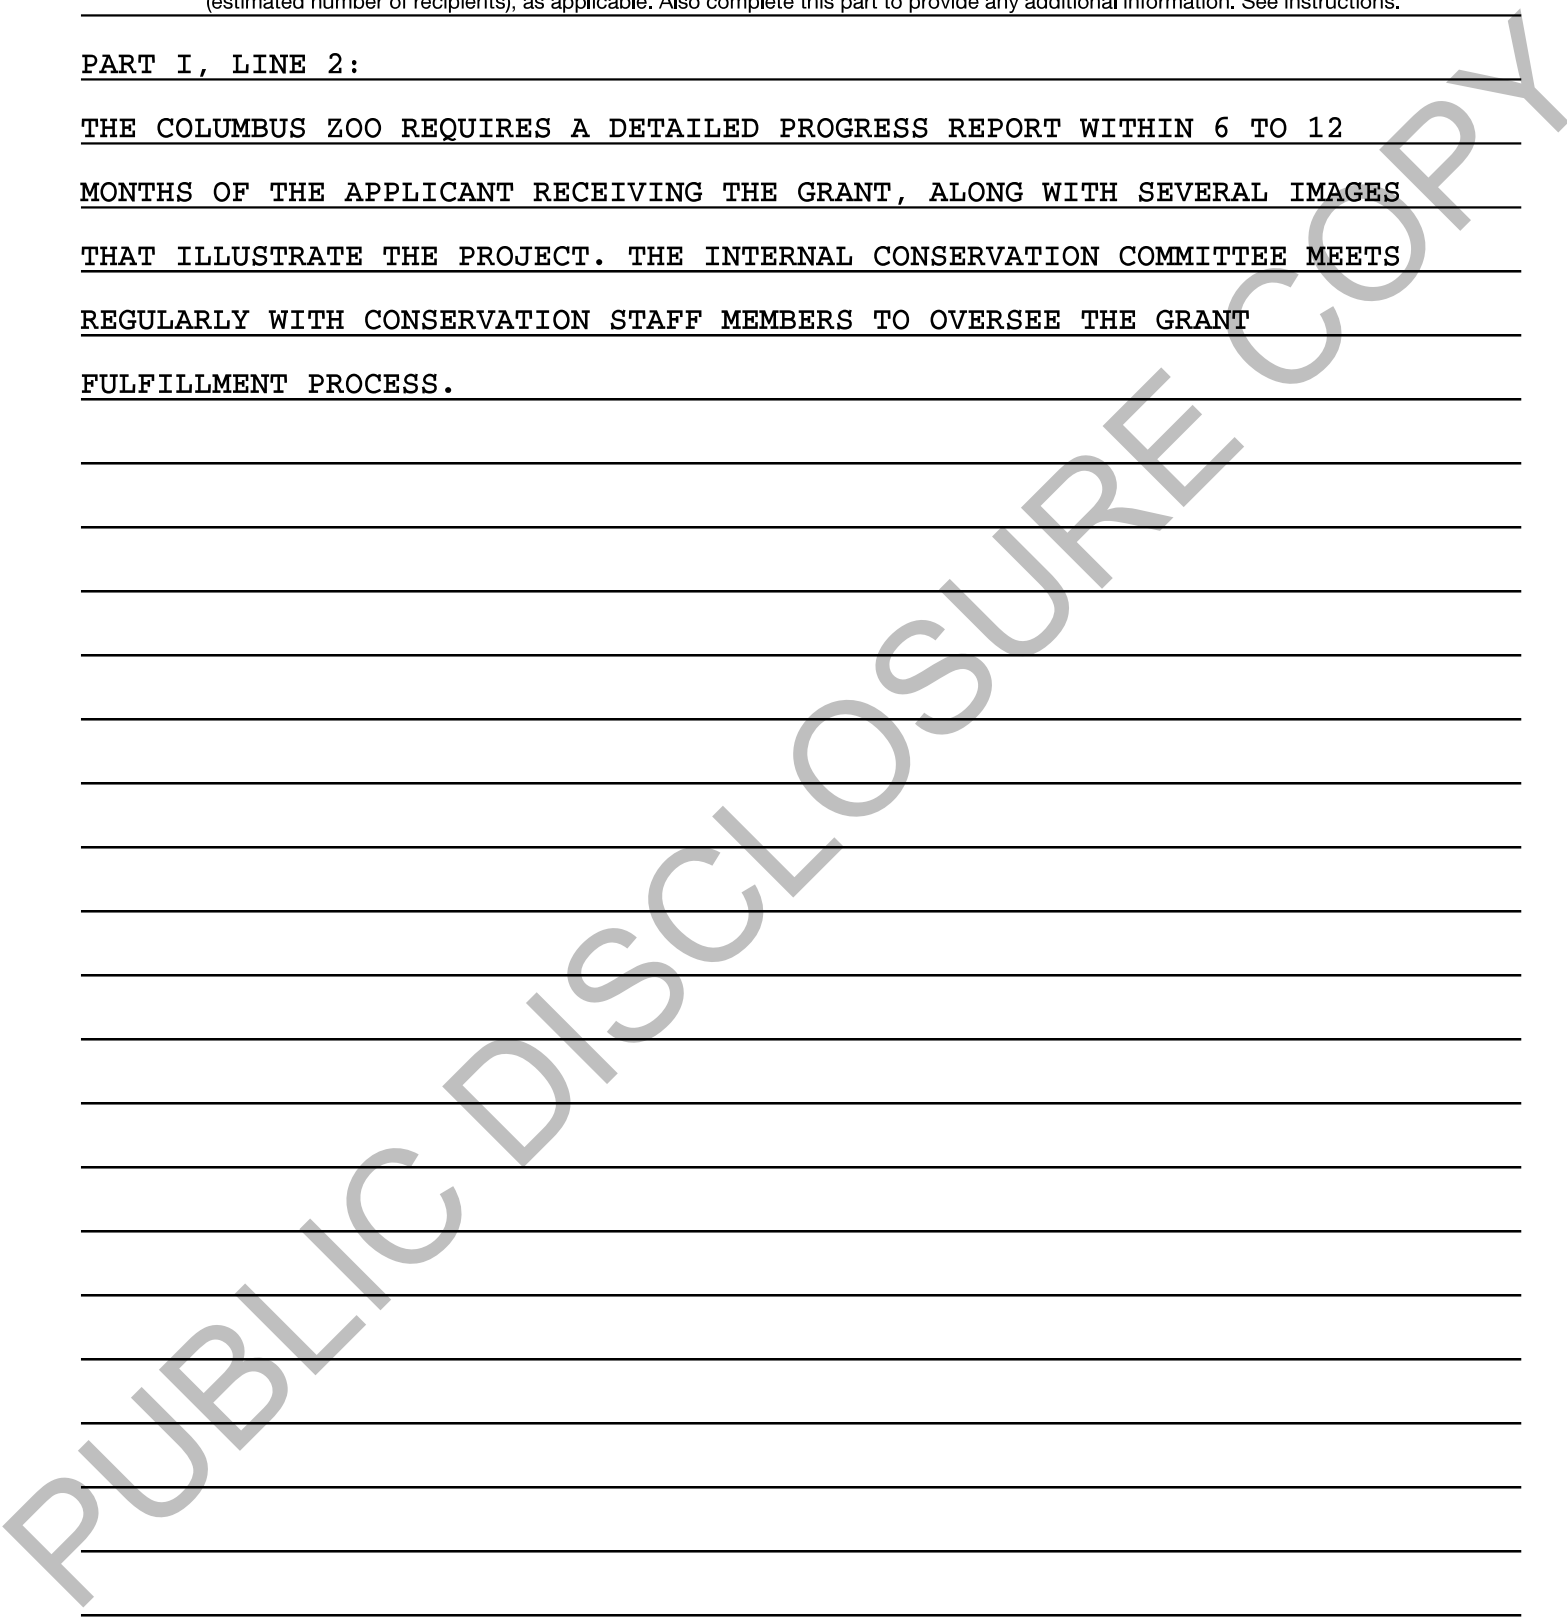 (estimated number of recipients), as applicable. Also complete this part to provide any additional information. See instructions.
PART I, LINE 2:
THE COLUMBUS ZOO REQUIRES A DETAILED PROGRESS REPORT WITHIN 6 TO 12
MONTHS OF THE APPLICANT RECEIVING THE GRANT, ALONG WITH SEVERAL IMAGES
THAT ILLUSTRATE THE PROJECT. THE INTERNAL CONSERVATION COMMITTEE MEETS
REGULARLY WITH CONSERVATION STAFF MEMBERS TO OVERSEE THE GRANT
FULFILLMENT PROCESS.
PUBLIC DISCLOSURE COPY